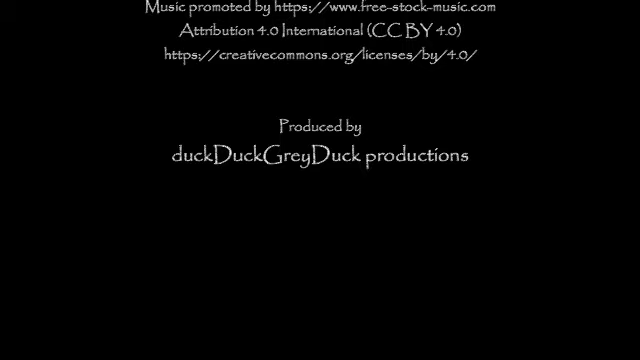 Music promoted by https://www.free-stock-music.com
Attribution 4.0 International (CC BY 4.0)
https://creativecommons.org/licenses/by/4.0/
Produced by
duckDuckGreyDuck productions